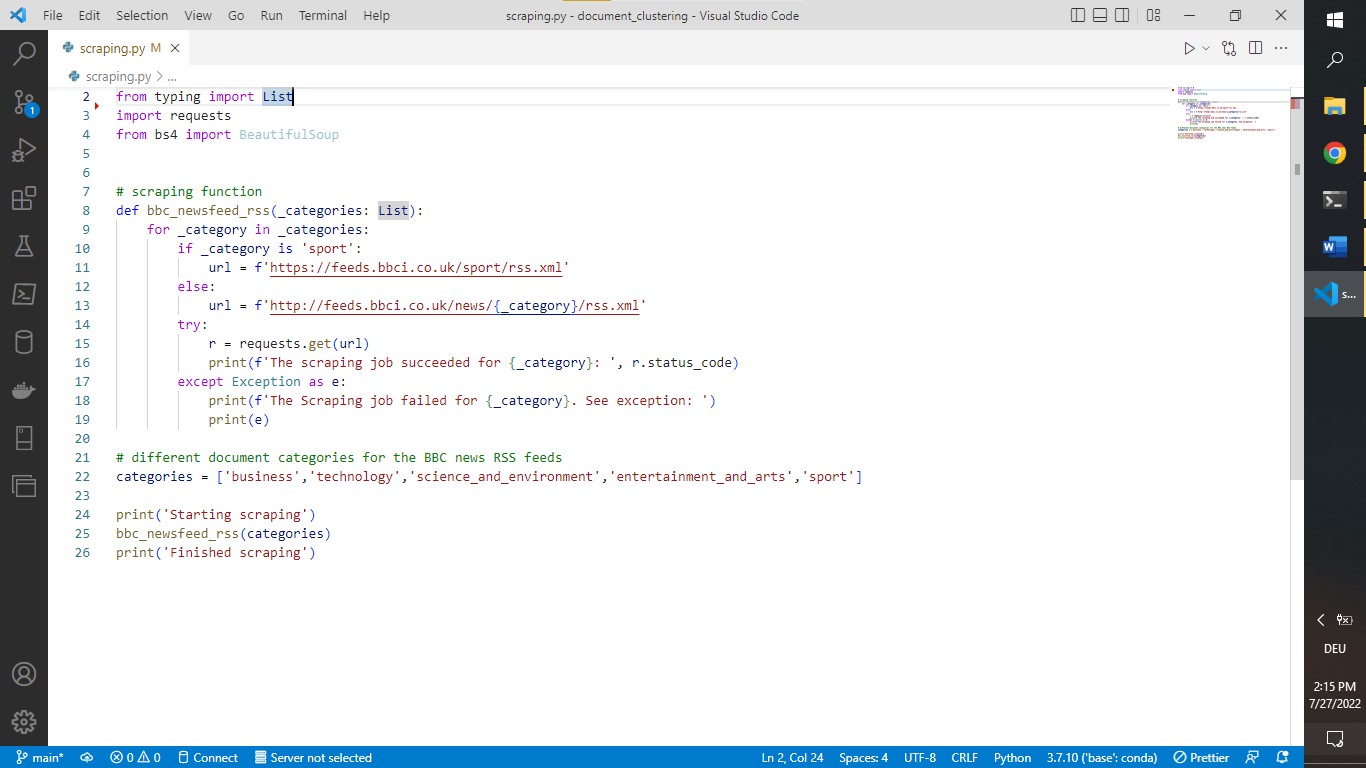 File Edit Selection View Go Run Terminal Help scraping.py - document_clustering - Visual Studio Code
scraping.py M
scraping.py > ...
2 from typing import List
3 import requests
4 from bs4 import BeautifulSoup
5
6
7 # scraping function
8 def bbc_newsfeed_rss(_categories: List):
9 for _category in _categories:
10 if _category is 'sport':
11 url = f'https://feeds.bbci.co.uk/sport/rss.xml'
12 else:
13 url = f'http://feeds.bbci.co.uk/news/{_category}/rss.xml'
14 try:
15 r = requests.get(url)
16 print(f'The scraping job succeeded for {_category}: ', r.status_code)
17 except Exception as e:
18 print(f'The Scraping job failed for {_category}. See exception: ')
19 print(e)
20
21 # different document categories for the BBC news RSS feeds
22 categories = ['business','technology','science_and_environment','entertainment_and_arts','sport']
23
24 print('Starting scraping')
25 bbc_newsfeed_rss(categories)
26 print('Finished scraping')
1
main* 0 0 Connect Server not selected Ln 2, Col 24 Spaces: 4 UTF-8 CRLF Python 3.7.10 ('base': conda) Prettier
s...
DEU
2:15 PM
7/27/2022